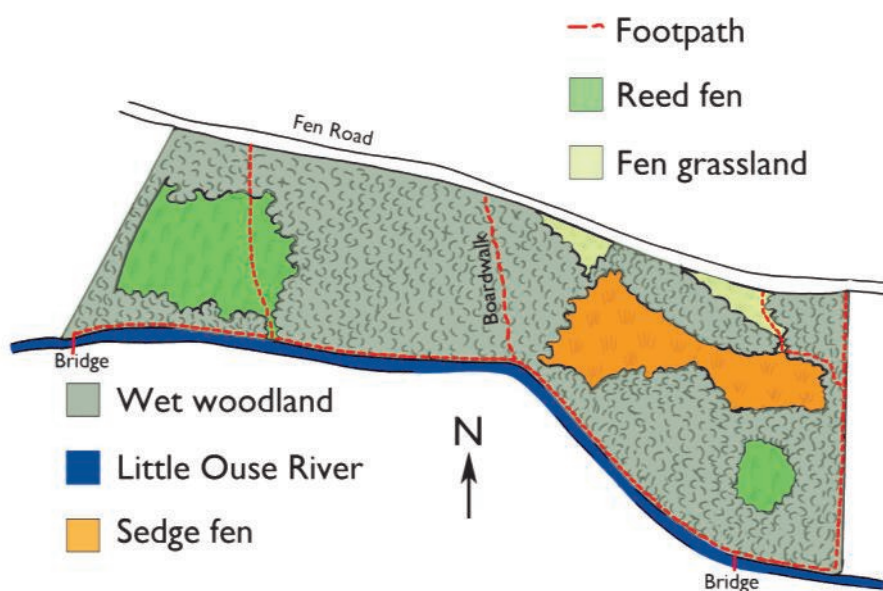 Footpath
Reed fen
Fen grassland
Fen Road
Boardwalk
Bridge
Wet woodland
Little Ouse River
Sedge fen
N
Bridge